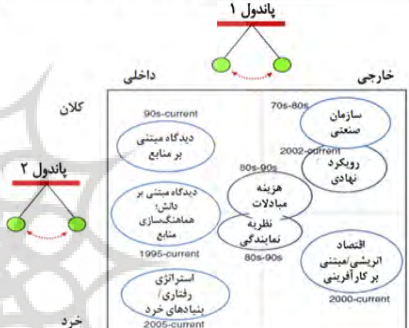 پاندول ۱
خارجی
داخلی
کلان
70s-80s
سازمان
صنعتی
90s-current
دیدگاه مبتنی
بر منابع
2002-current
رویکرد
نهادی
پاندول ۲
80s-90s
هزینه
مبادلات
دیدگاه مبتنی بر
دانش؛
هماهنگ‌سازی
منابع
1995-current
نظریه
نمایندگی
80s-90s
اقتصاد
اتریشی/مبتنی
بر کارآفرینی
2000-current
استراتژی
رفتاری/
بنیادهای خرد
2005-current
خرد